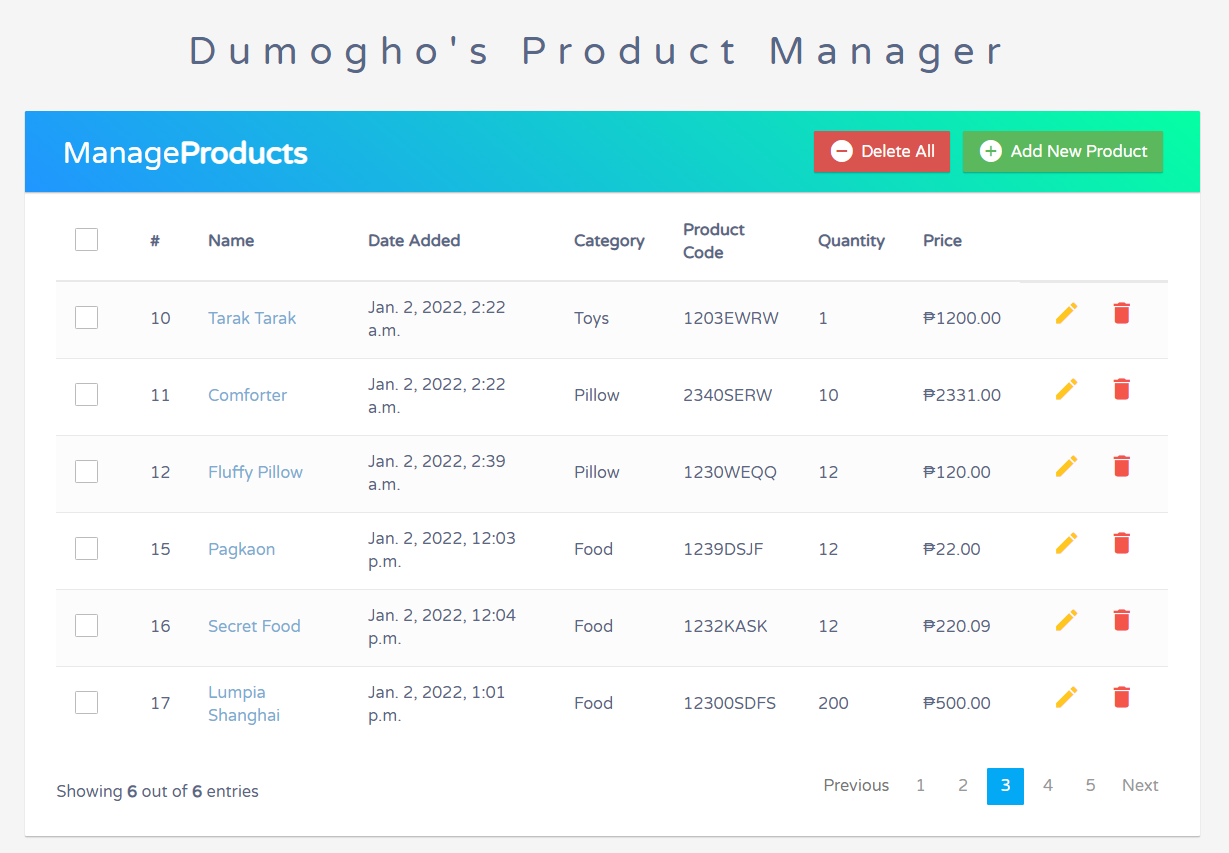 Dumogho's Product Manager
ManageProducts
Delete All
Add New Product
# Name Date Added Category Product Code Quantity Price
10 Tarak Tarak Jan. 2, 2022, 2:22 a.m. Toys 1203EWRW 1 ₱1200.00
11 Comforter Jan. 2, 2022, 2:22 a.m. Pillow 2340SERW 10 ₱2331.00
12 Fluffy Pillow Jan. 2, 2022, 2:39 a.m. Pillow 1230WEQQ 12 ₱120.00
15 Pagkaon Jan. 2, 2022, 12:03 p.m. Food 1239DSJF 12 ₱22.00
16 Secret Food Jan. 2, 2022, 12:04 p.m. Food 1232KASK 12 ₱220.09
17 Lumpia Shanghai Jan. 2, 2022, 1:01 p.m. Food 12300SDFS 200 ₱500.00
Showing 6 out of 6 entries
Previous 1 2 3 4 5 Next